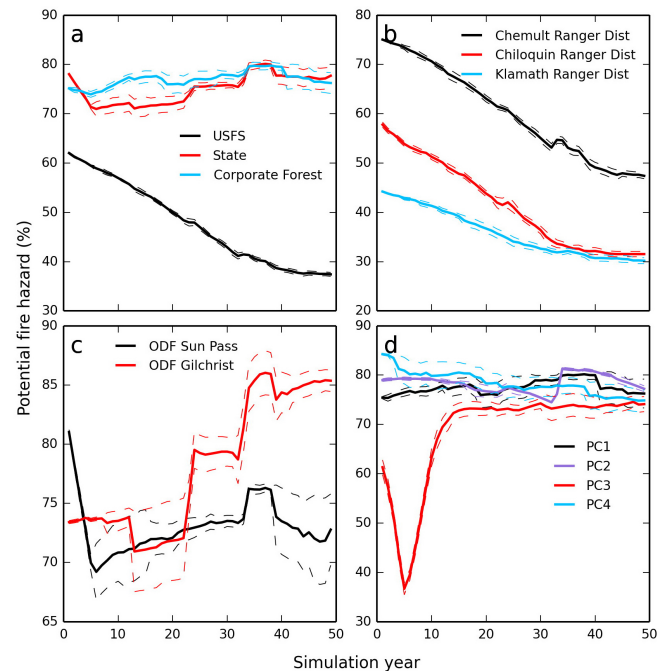 a
90
80
70
60
50
40
30
USFS
State
Corporate Forest
b
80
70
60
50
40
30
20
Chemult Ranger Dist
Chiloquin Ranger Dist
Klamath Ranger Dist
Potential fire hazard (%)
c
90
85
80
75
70
65
ODF Sun Pass
ODF Gilchrist
0 10 20 30 40 50
d
90
80
70
60
50
40
30
PC1
PC2
PC3
PC4
0 10 20 30 40 50
Simulation year